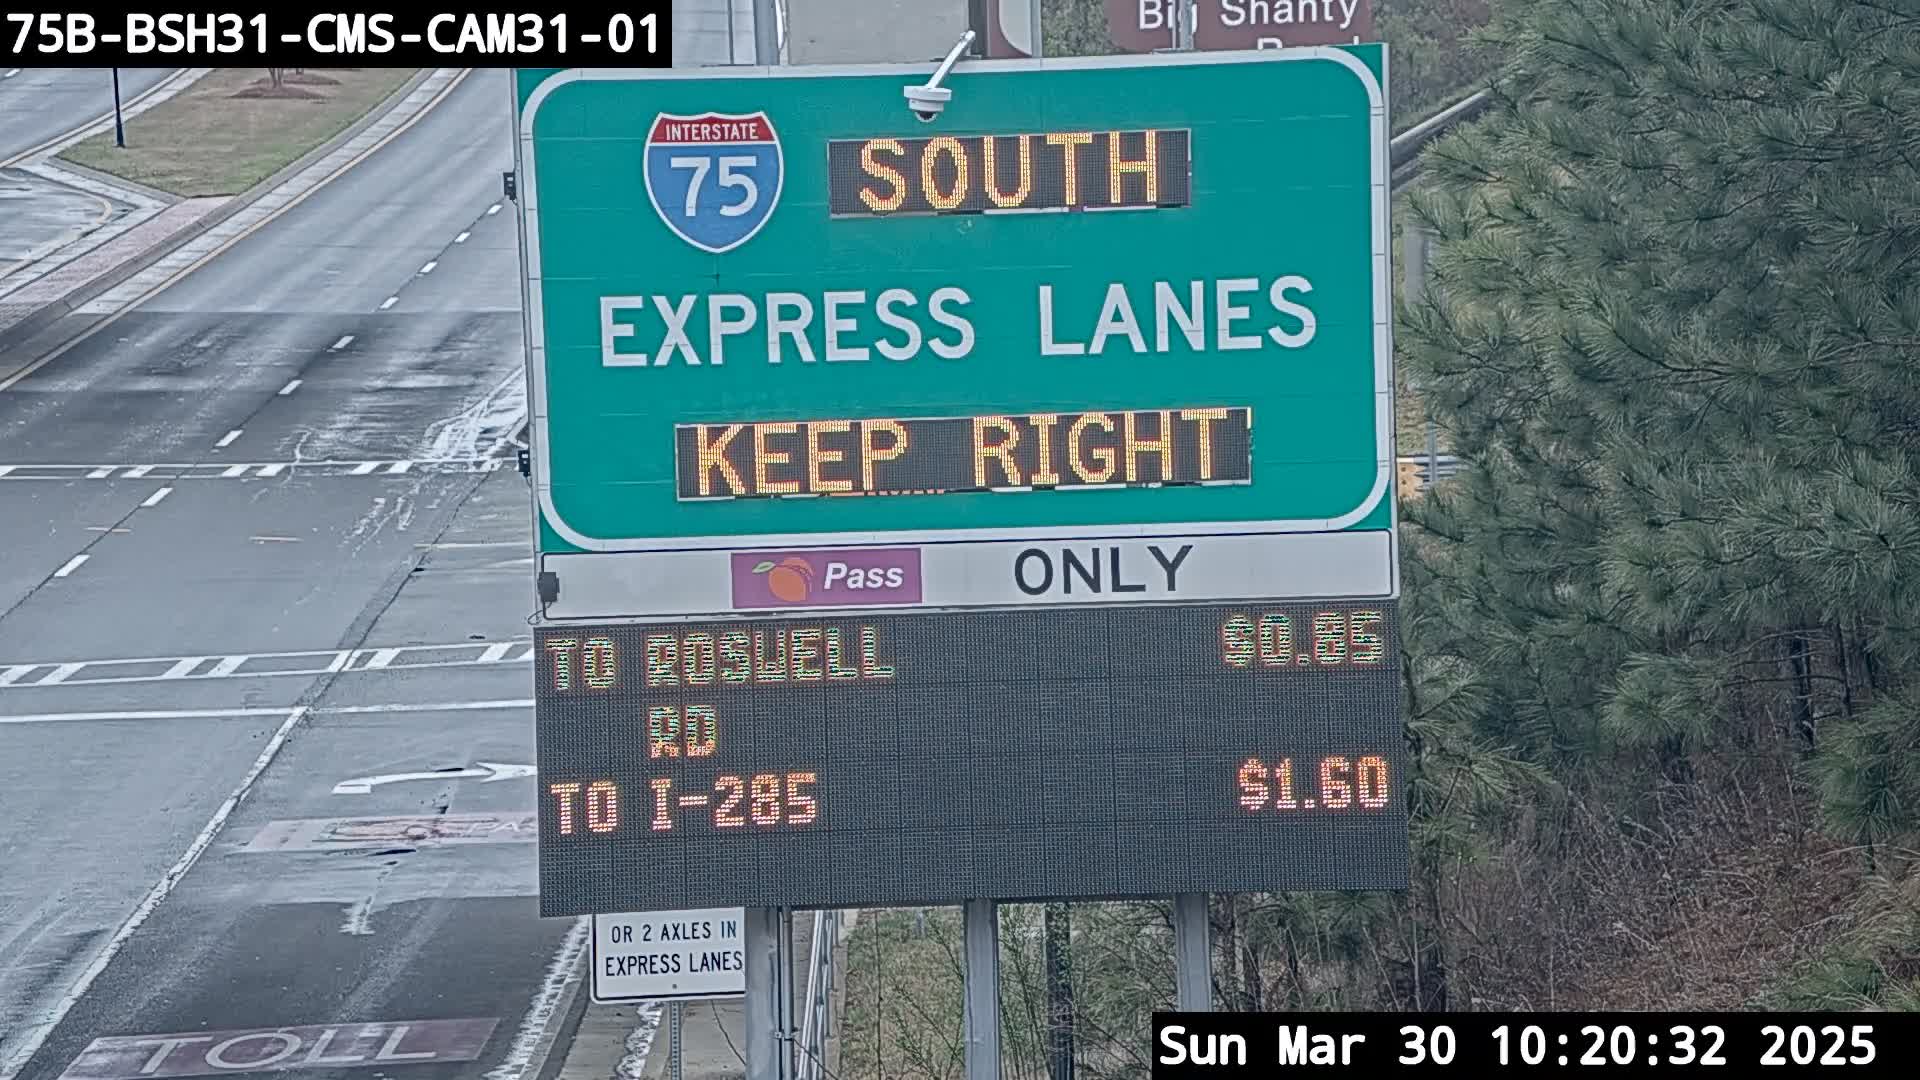 75B-BSH31-CMS-CAM31-01
Big Shanty
INTERSTATE
75
SOUTH
EXPRESS LANES
KEEP RIGHT
Pass
ONLY
TO ROSWELL $0.85
RD
TO I-285 $1.60
OR 2 AXLES IN
EXPRESS LANES
TOLL
Sun Mar 30 10:20:32 2025